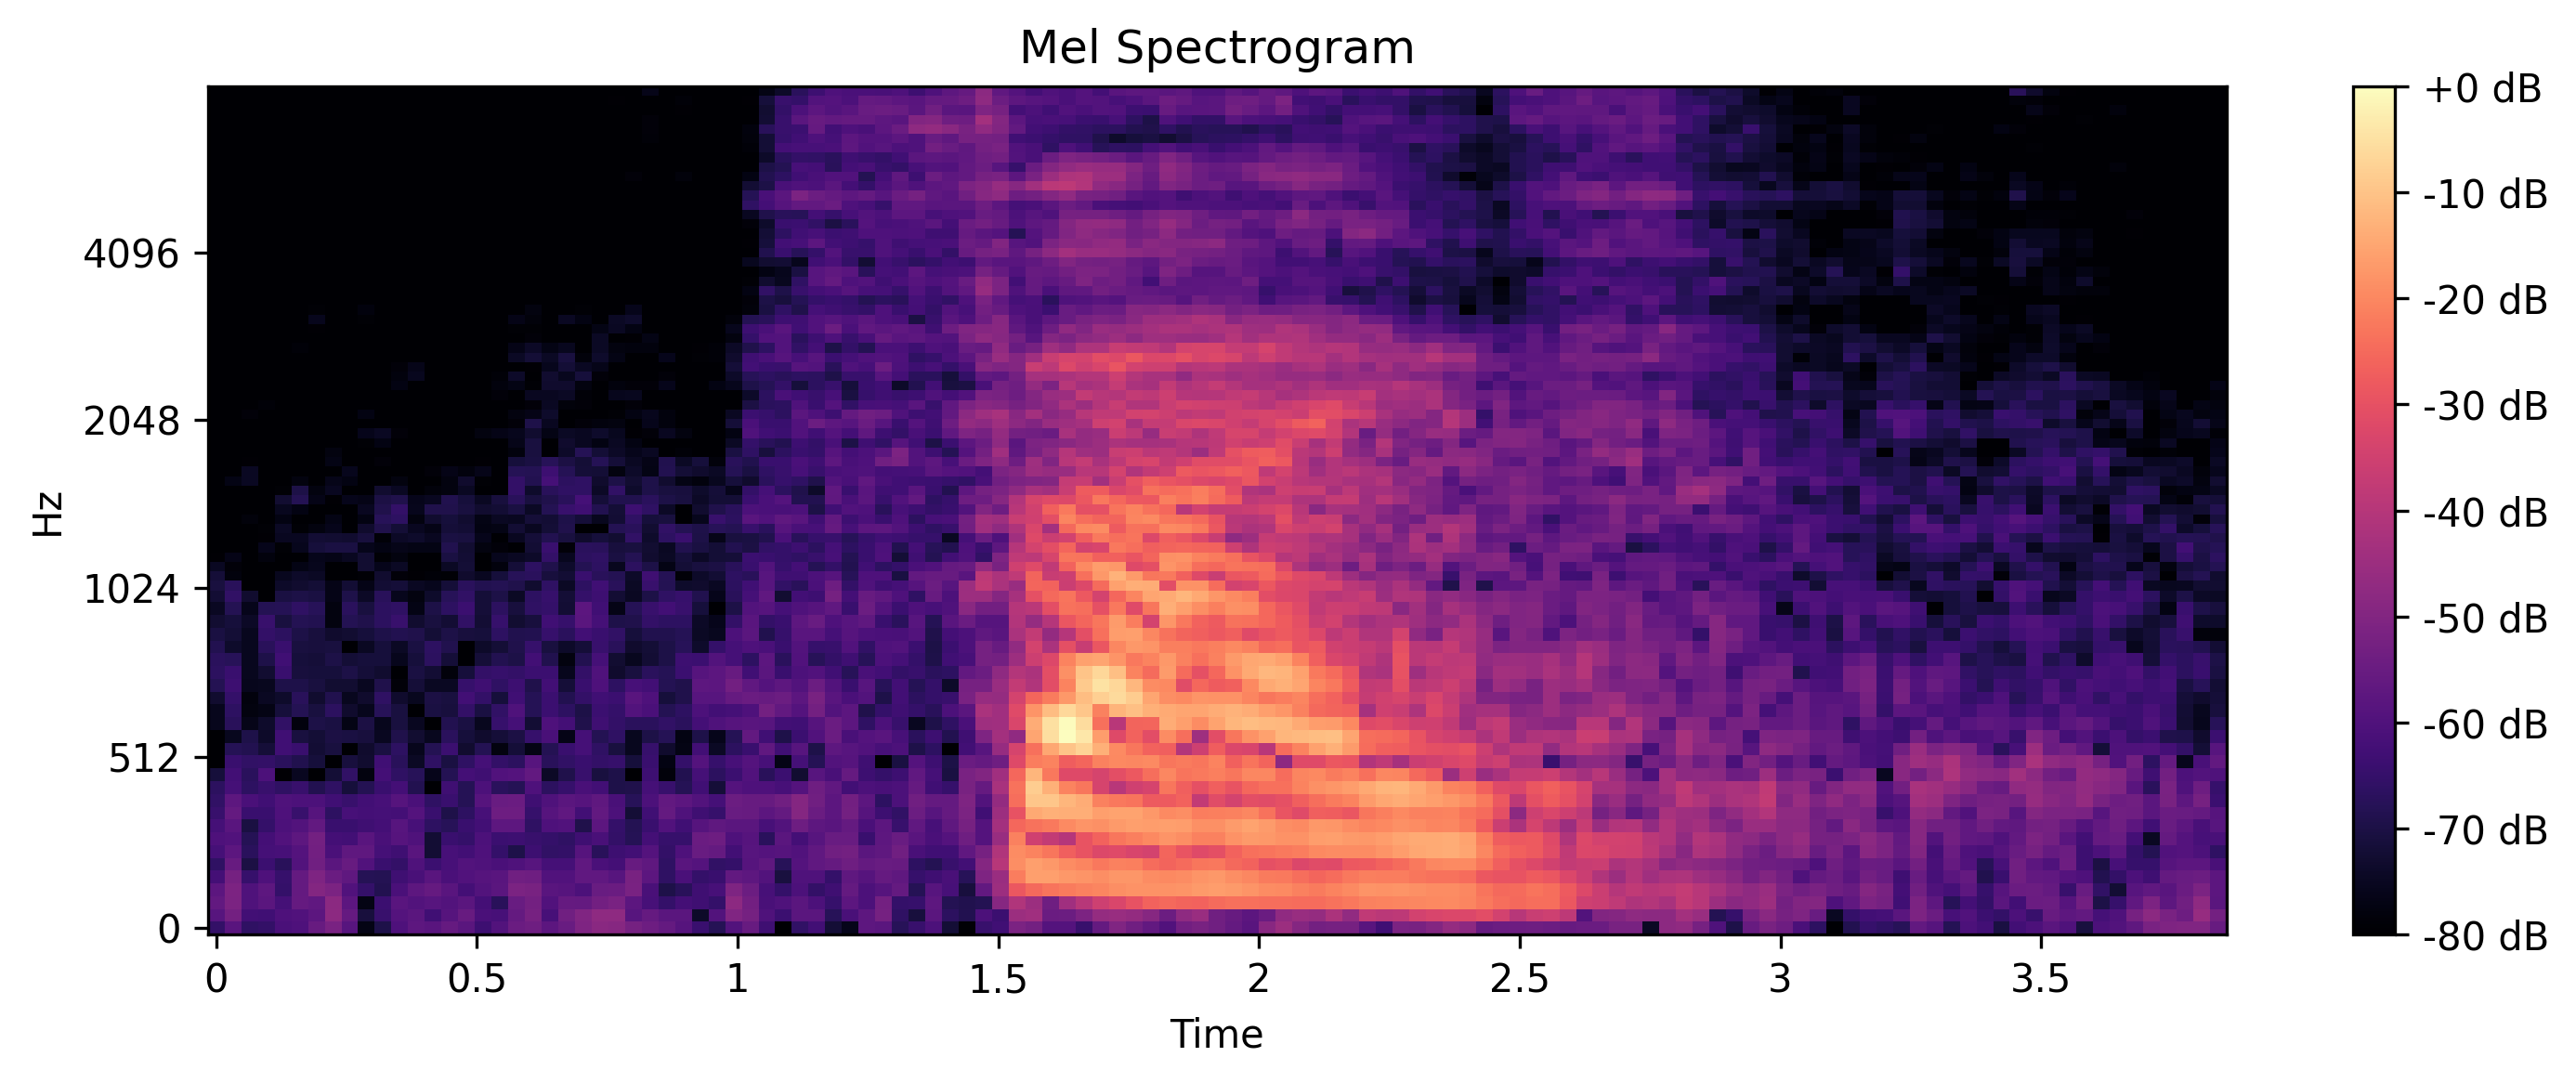 Mel Spectrogram
+0 dB
-10 dB
-20 dB
-30 dB
-40 dB
-50 dB
-60 dB
-70 dB
-80 dB
4096
2048
1024
512
0
Hz
0 0.5 1 1.5 2 2.5 3 3.5
Time